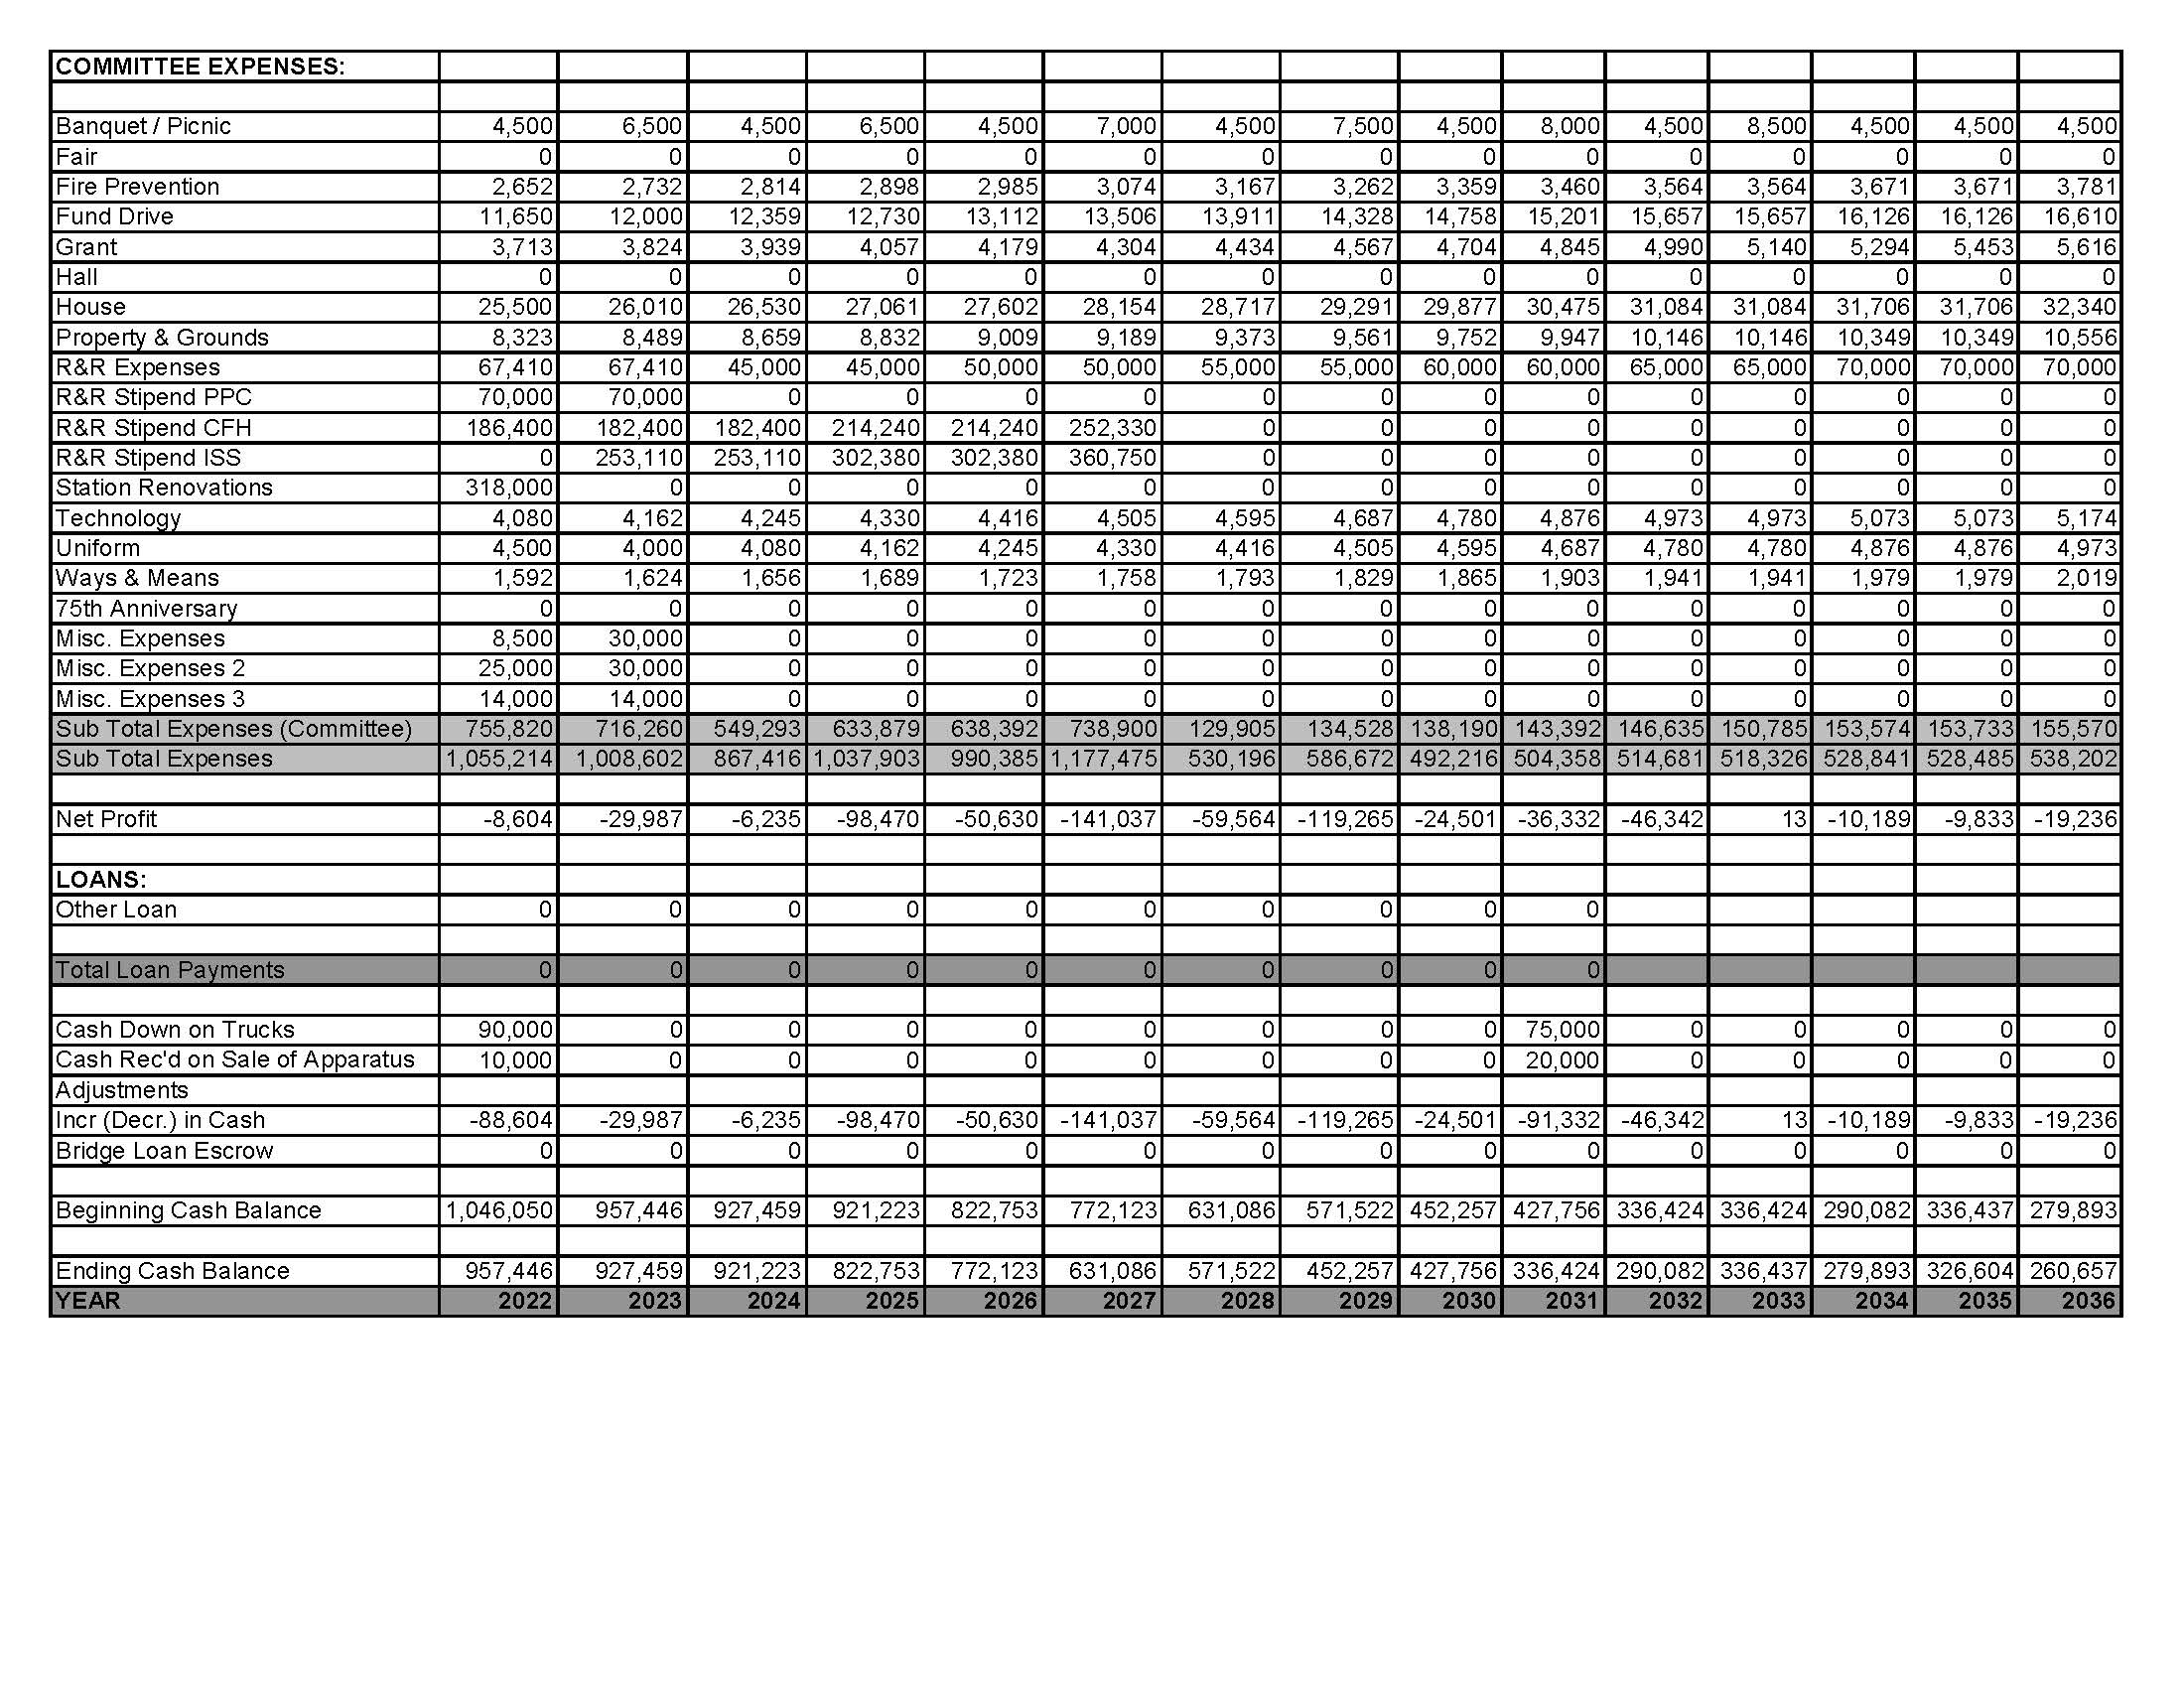 COMMITTEE EXPENSES:
Banquet / Picnic 4,500 6,500 4,500 6,500 4,500 7,000 4,500 7,500 4,500 8,000 4,500 8,500 4,500 4,500 4,500
Fair 0 0 0 0 0 0 0 0 0 0 0 0 0 0 0
Fire Prevention 2,652 2,732 2,814 2,898 2,985 3,074 3,167 3,262 3,359 3,460 3,564 3,564 3,671 3,671 3,781
Fund Drive 11,650 12,000 12,359 12,730 13,112 13,506 13,911 14,328 14,758 15,201 15,657 15,657 16,126 16,126 16,610
Grant 3,713 3,824 3,939 4,057 4,179 4,304 4,434 4,567 4,704 4,845 4,990 5,140 5,294 5,453 5,616
Hall 0 0 0 0 0 0 0 0 0 0 0 0 0 0 0
House 25,500 26,010 26,530 27,061 27,602 28,154 28,717 29,291 29,877 30,475 31,084 31,084 31,706 31,706 32,340
Property & Grounds 8,323 8,489 8,659 8,832 9,009 9,189 9,373 9,561 9,752 9,947 10,146 10,146 10,349 10,349 10,556
R&R Expenses 67,410 67,410 45,000 45,000 50,000 50,000 55,000 55,000 60,000 60,000 65,000 65,000 70,000 70,000 70,000
R&R Stipend PPC 70,000 70,000 0 0 0 0 0 0 0 0 0 0 0 0 0
R&R Stipend CFH 186,400 182,400 182,400 214,240 214,240 252,330 0 0 0 0 0 0 0 0 0
R&R Stipend ISS 0 253,110 253,110 302,380 302,380 360,750 0 0 0 0 0 0 0 0 0
Station Renovations 318,000 0 0 0 0 0 0 0 0 0 0 0 0 0 0
Technology 4,080 4,162 4,245 4,330 4,416 4,505 4,595 4,687 4,780 4,876 4,973 4,973 5,073 5,073 5,174
Uniform 4,500 4,000 4,080 4,162 4,245 4,330 4,416 4,505 4,595 4,687 4,780 4,780 4,876 4,876 4,973
Ways & Means 1,592 1,624 1,656 1,689 1,723 1,758 1,793 1,829 1,865 1,903 1,941 1,941 1,979 1,979 2,019
75th Anniversary 0 0 0 0 0 0 0 0 0 0 0 0 0 0 0
Misc. Expenses 8,500 30,000 0 0 0 0 0 0 0 0 0 0 0 0 0
Misc. Expenses 2 25,000 30,000 0 0 0 0 0 0 0 0 0 0 0 0 0
Misc. Expenses 3 14,000 14,000 0 0 0 0 0 0 0 0 0 0 0 0 0
Sub Total Expenses (Committee) 755,820 716,260 549,293 633,879 638,392 738,900 129,905 134,528 138,190 143,392 146,635 150,785 153,574 153,733 155,570
Sub Total Expenses 1,055,214 1,008,602 867,416 1,037,903 990,385 1,177,475 530,196 586,672 492,216 504,358 514,681 518,326 528,841 528,485 538,202
Net Profit -8,604 -29,987 -6,235 -98,470 -50,630 -141,037 -59,564 -119,265 -24,501 -36,332 -46,342 13 -10,189 -9,833 -19,236
LOANS:
Other Loan 0 0 0 0 0 0 0 0 0 0
Total Loan Payments 0 0 0 0 0 0 0 0 0 0
Cash Down on Trucks 90,000 0 0 0 0 0 0 0 0 75,000 0 0 0 0 0
Cash Rec'd on Sale of Apparatus 10,000 0 0 0 0 0 0 0 0 20,000 0 0 0 0 0
Adjustments
Incr (Decr.) in Cash -88,604 -29,987 -6,235 -98,470 -50,630 -141,037 -59,564 -119,265 -24,501 -91,332 -46,342 13 -10,189 -9,833 -19,236
Bridge Loan Escrow 0 0 0 0 0 0 0 0 0 0 0 0 0 0 0
Beginning Cash Balance 1,046,050 957,446 927,459 921,223 822,753 772,123 631,086 571,522 452,257 427,756 336,424 336,424 290,082 336,437 279,893
Ending Cash Balance 957,446 927,459 921,223 822,753 772,123 631,086 571,522 452,257 427,756 336,424 290,082 336,437 279,893 326,604 260,657
YEAR 2022 2023 2024 2025 2026 2027 2028 2029 2030 2031 2032 2033 2034 2035 2036